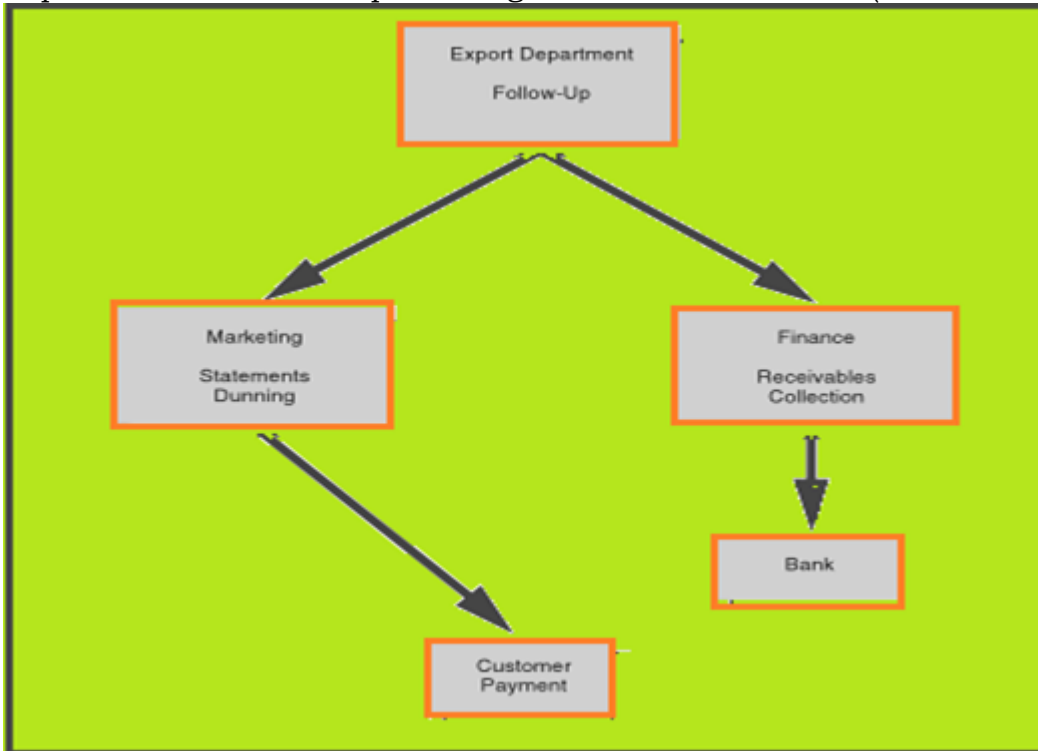 Export Department
Follow-Up
Marketing
Statements
Dunning
Finance
Receivables
Collection
Bank
Customer
Payment